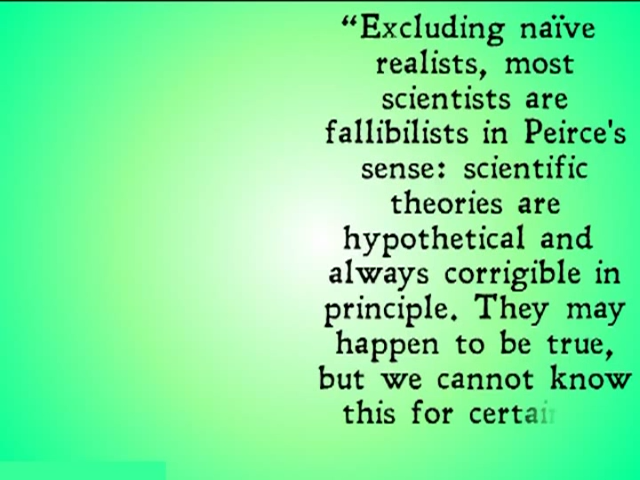 “Excluding naïve
realists, most
scientists are
fallibilists in Peirce's
sense: scientific
theories are
hypothetical and
always corrigible in
principle. They may
happen to be true,
but we cannot know
this for certai